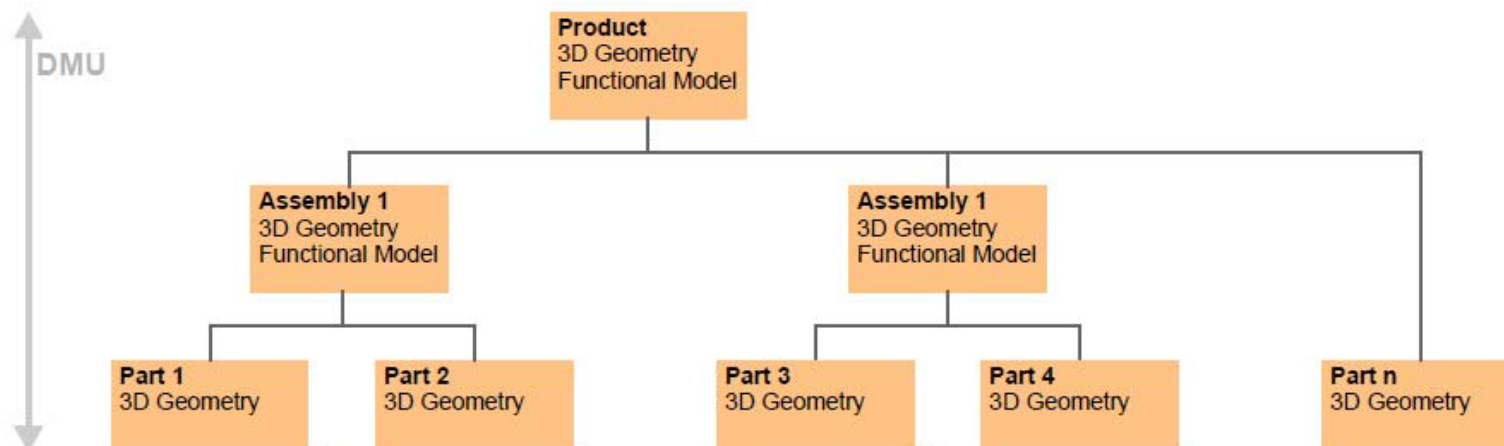 DMU
Product
3D Geometry
Functional Model
Assembly 1
3D Geometry
Functional Model
Assembly 1
3D Geometry
Functional Model
Part 1
3D Geometry
Part 2
3D Geometry
Part 3
3D Geometry
Part 4
3D Geometry
Part n
3D Geometry